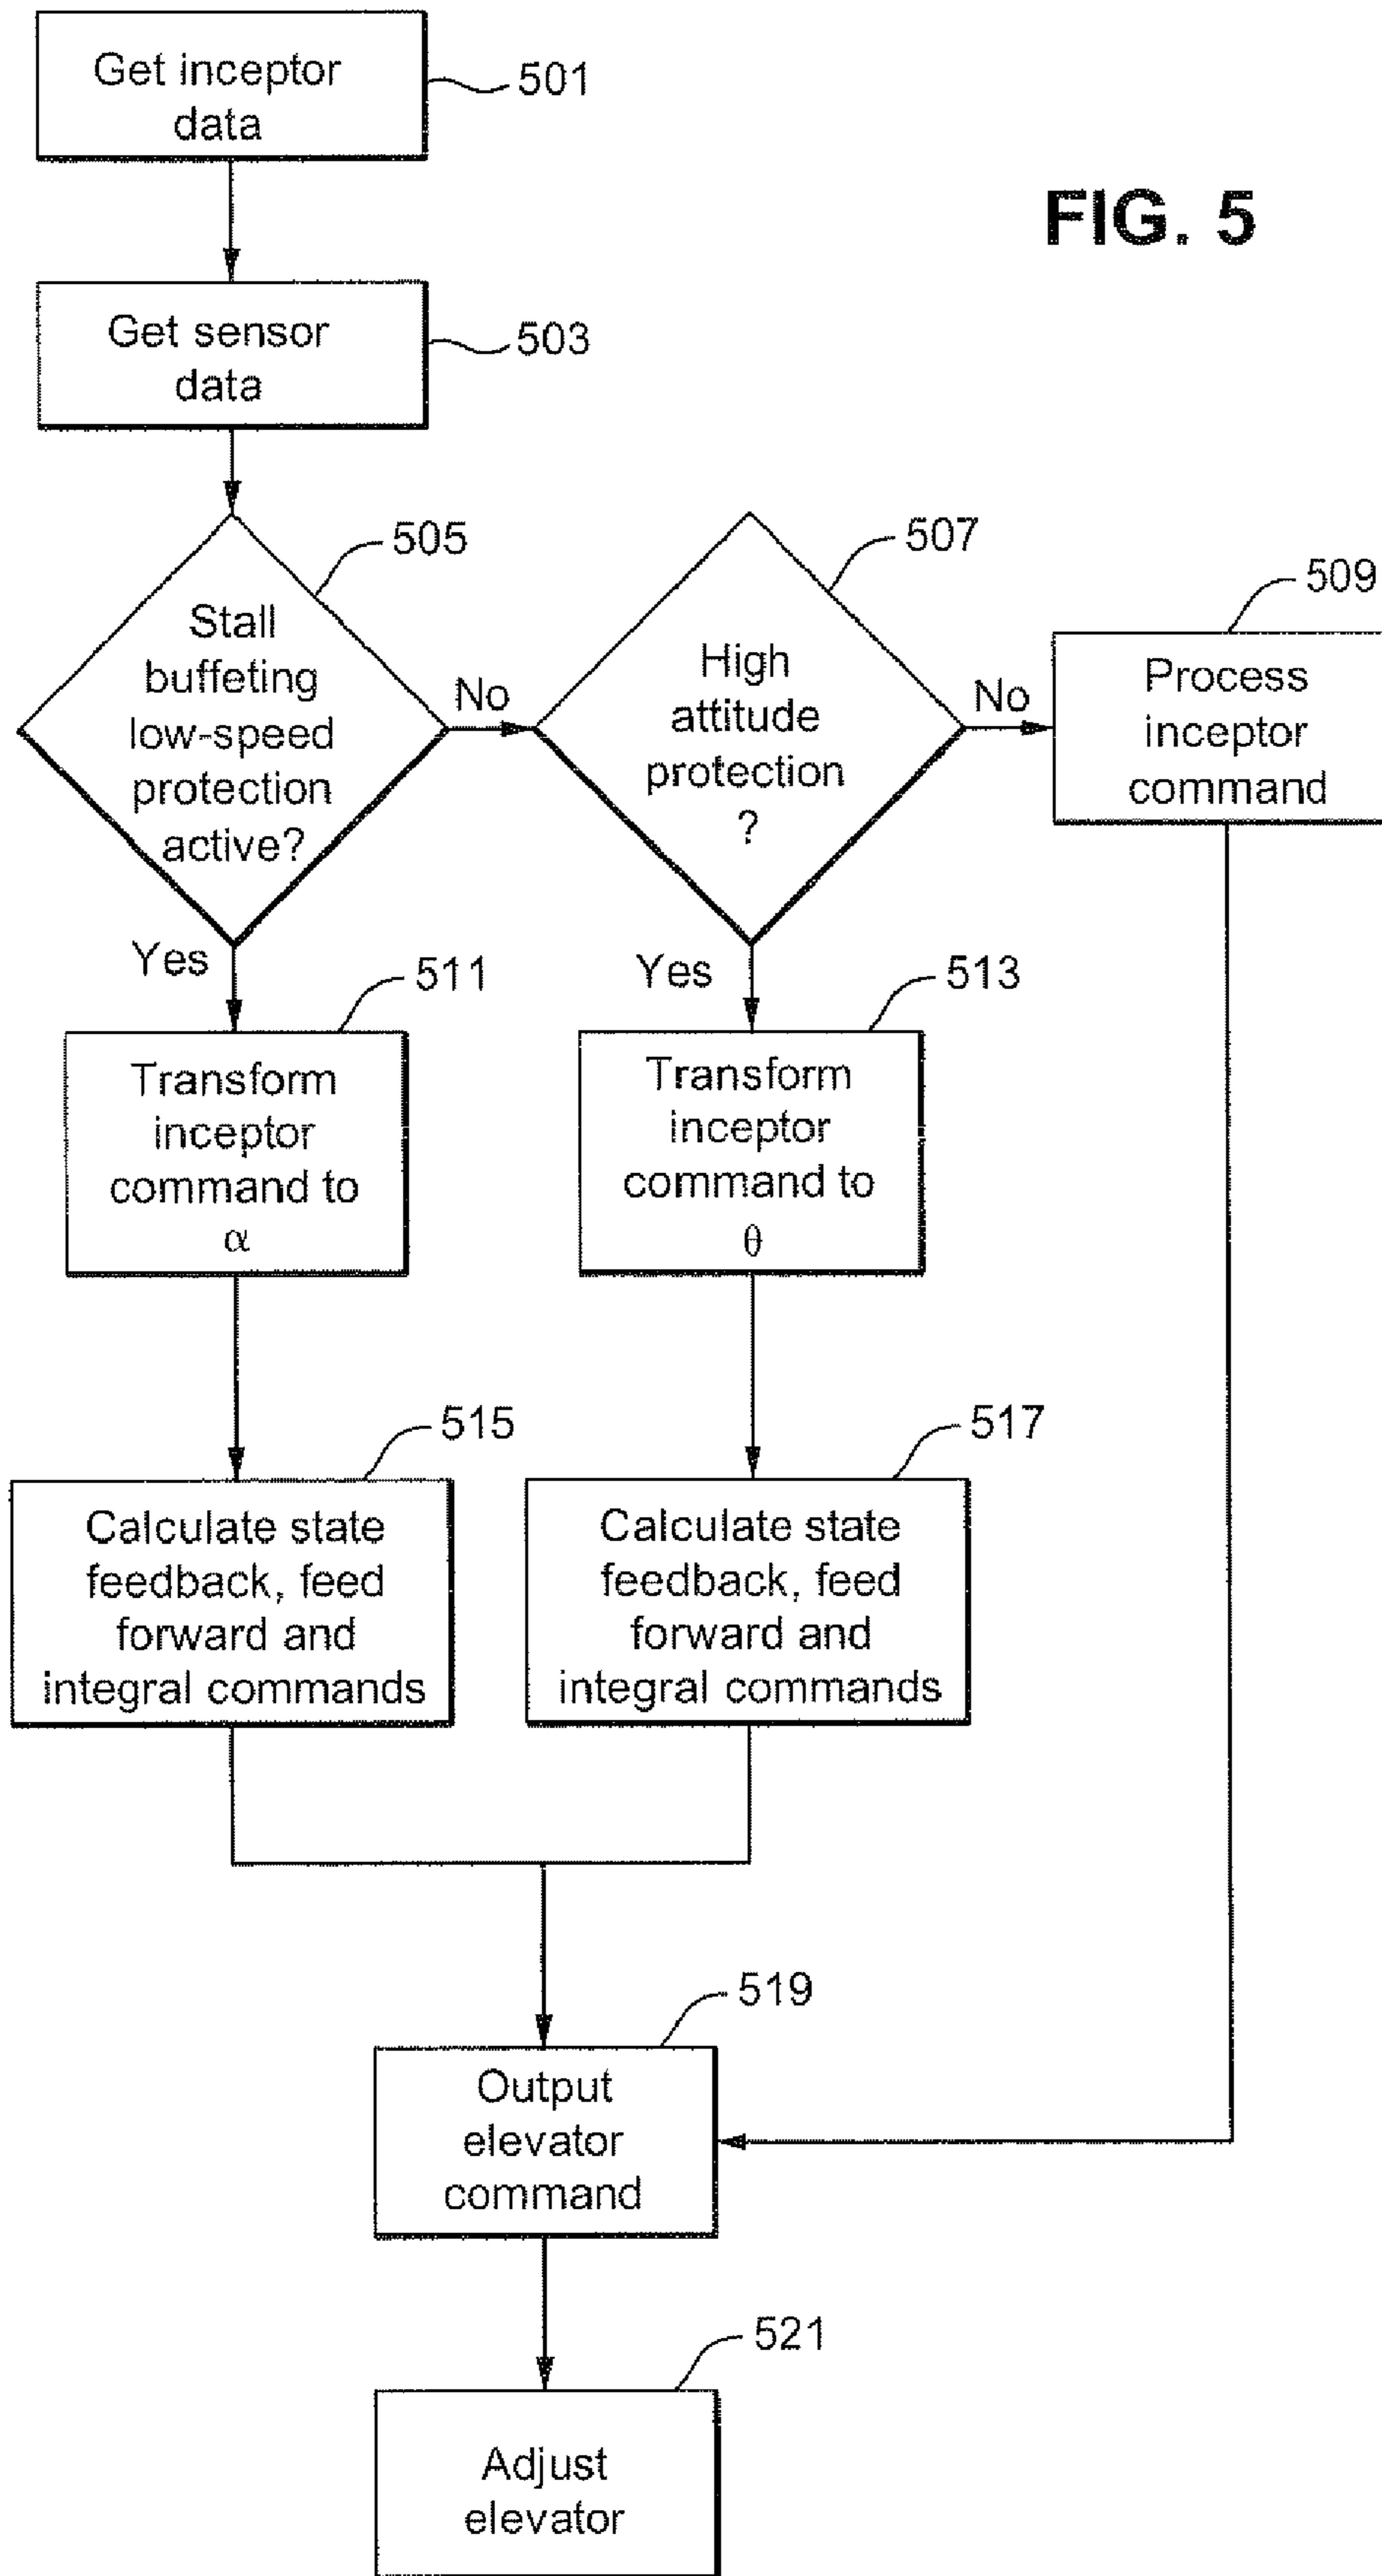 Get inceptor
data
501
FIG. 5
Get sensor
data
503
505
Stall
buffeting
low-speed
protection
active?
No
507
High
attitude
protection
?
No
509
Process
inceptor
command
Yes
511
Transform
inceptor
command to
α
Yes
513
Transform
inceptor
command to
θ
515
Calculate state
feedback, feed
forward and
integral commands
517
Calculate state
feedback, feed
forward and
integral commands
519
Output
elevator
command
521
Adjust
elevator